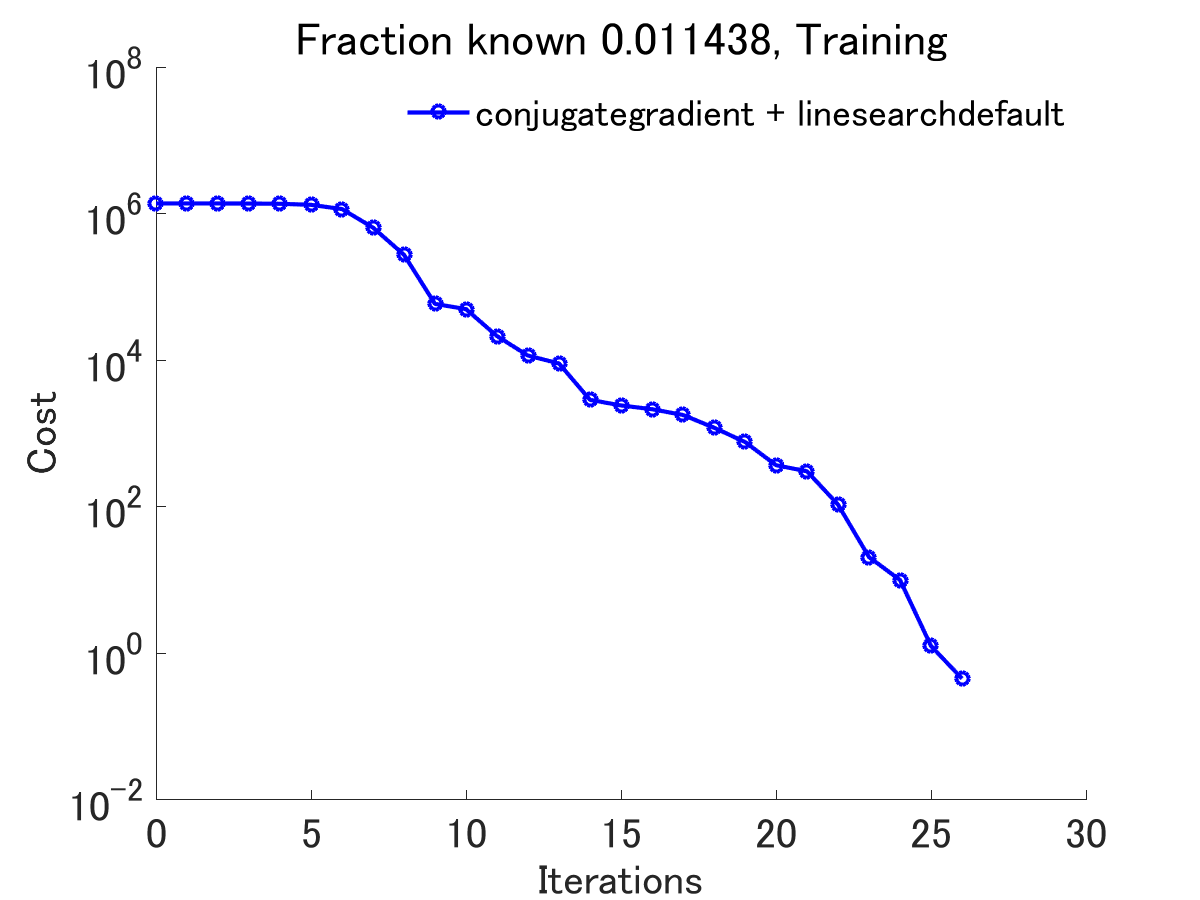 Fraction known 0.011438, Training
conjugategradient + linesearchdefault
10^8
10^6
10^4
10^2
10^0
10^-2
Cost
0 5 10 15 20 25 30
Iterations